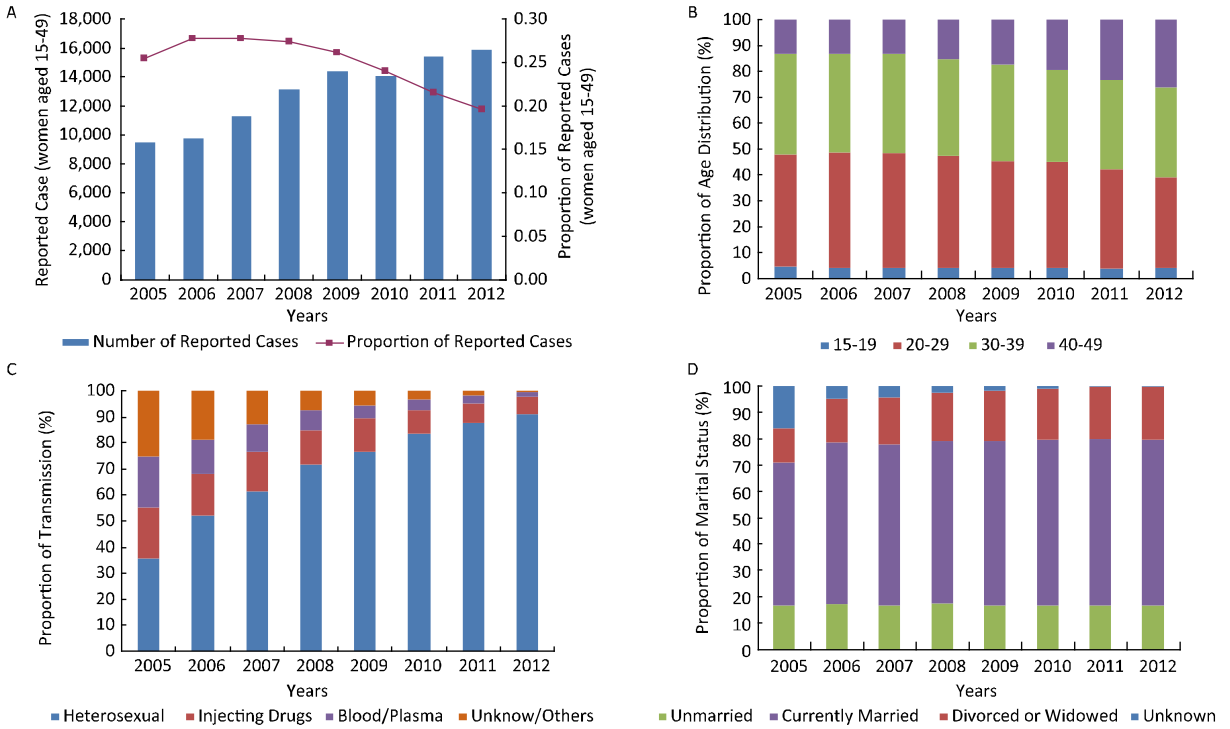 A
Reported Case (women aged 15-49)
18,000
16,000
14,000
12,000
10,000
8,000
6,000
4,000
2,000
0
0.30
0.25
0.20
0.15
0.10
0.05
0.00
Proportion of Reported Cases
(women aged 15-49)
2005 2006 2007 2008 2009 2010 2011 2012
Years
Number of Reported Cases Proportion of Reported Cases
B
Proportion of Age Distribution (%)
100
90
80
70
60
50
40
30
20
10
0
2005 2006 2007 2008 2009 2010 2011 2012
Years
15-19 20-29 30-39 40-49
C
Proportion of Transmission (%)
100
90
80
70
60
50
40
30
20
10
0
2005 2006 2007 2008 2009 2010 2011 2012
Years
Heterosexual Injecting Drugs Blood/Plasma Unknow/Others
D
Proportion of Marital Status (%)
100
90
80
70
60
50
40
30
20
10
0
2005 2006 2007 2008 2009 2010 2011 2012
Years
Unmarried Currently Married Divorced or Widowed Unknown